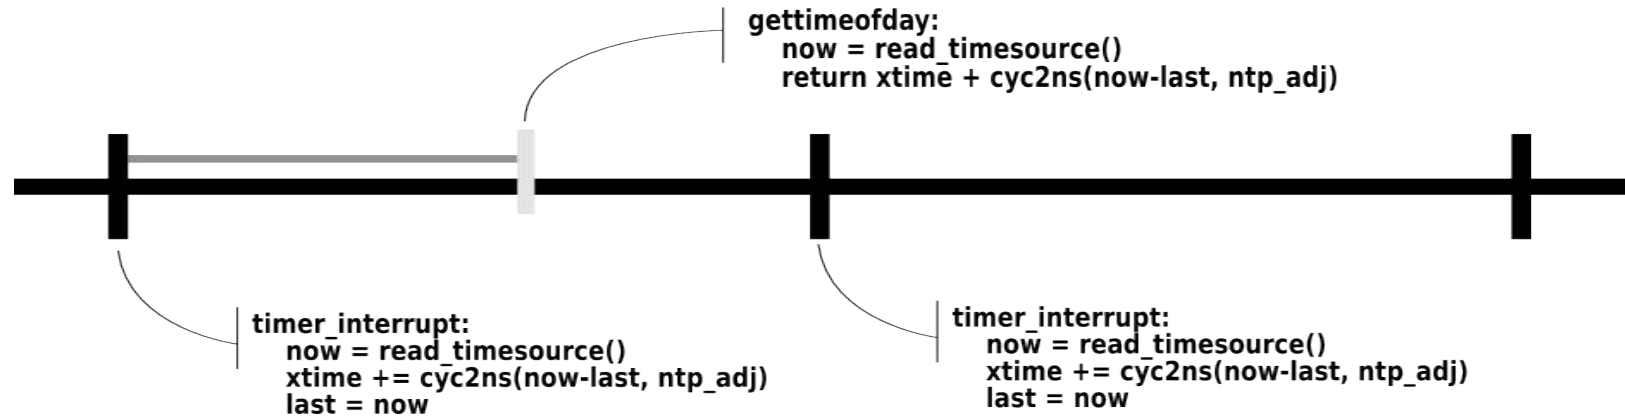 gettimeofday:
now = read_timesource()
return xtime + cyc2ns(now-last, ntp_adj)
timer_interrupt:
now = read_timesource()
xtime += cyc2ns(now-last, ntp_adj)
last = now
timer_interrupt:
now = read_timesource()
xtime += cyc2ns(now-last, ntp_adj)
last = now